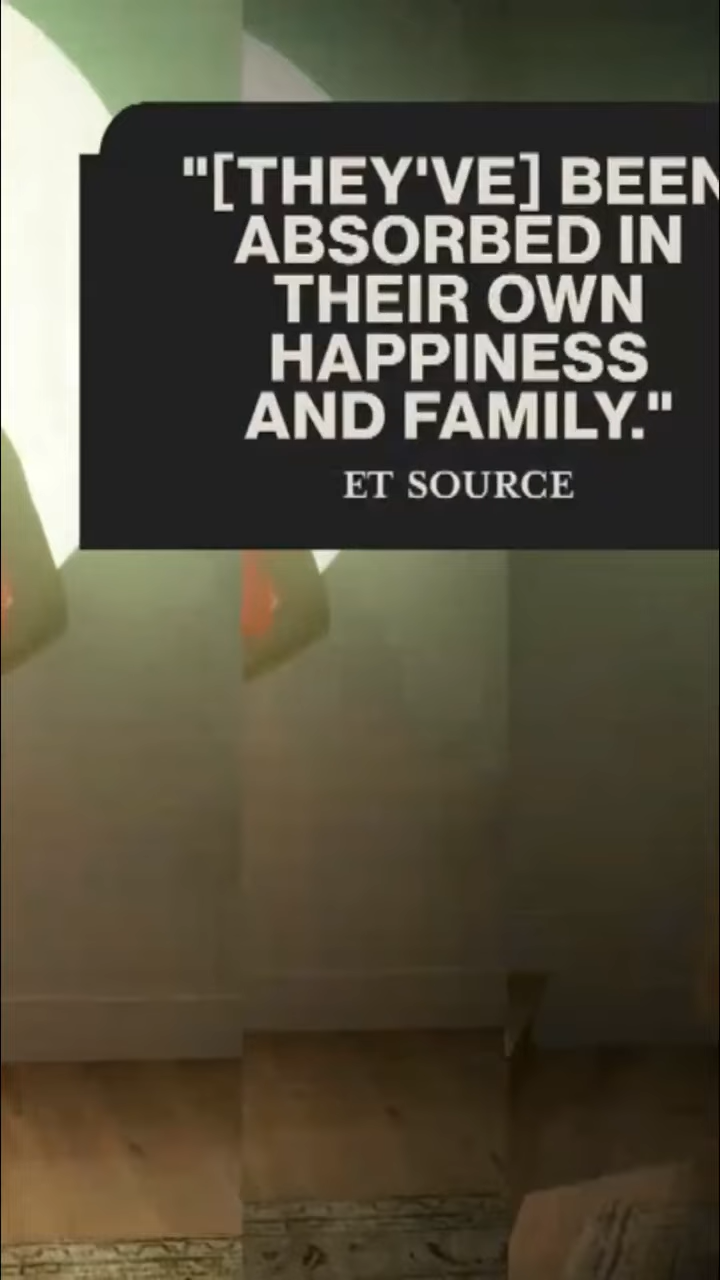 "[THEY'VE] BEEN
ABSORBED IN
THEIR OWN
HAPPINESS
AND FAMILY."
ET SOURCE